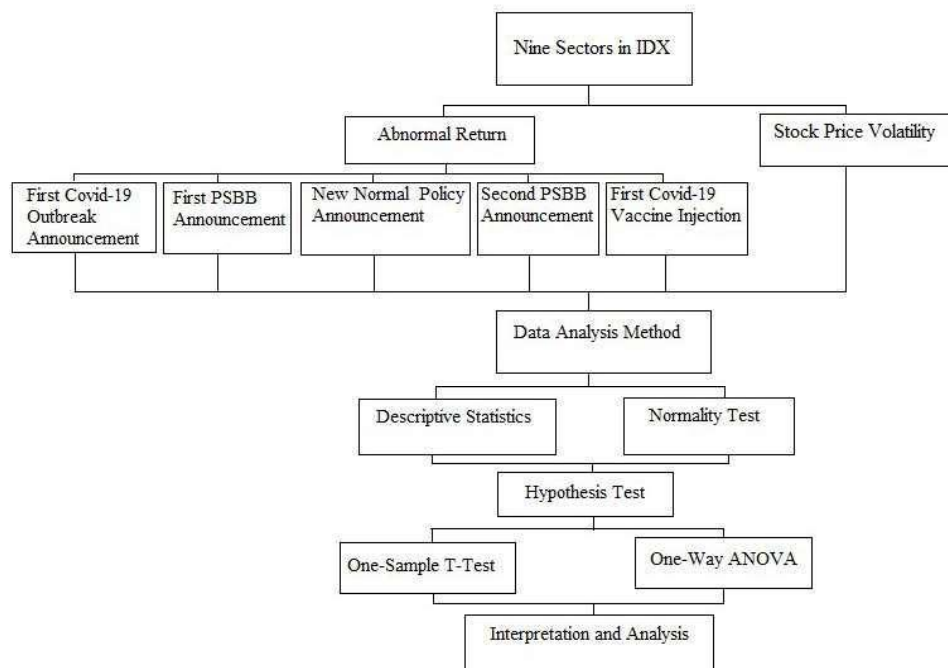 Nine Sectors in IDX
Abnormal Return
Stock Price Volatility
First Covid-19
Outbreak
Announcement
First PSBB
Announcement
New Normal Policy
Announcement
Second PSBB
Announcement
First Covid-19
Vaccine Injection
Data Analysis Method
Descriptive Statistics
Normality Test
Hypothesis Test
One-Sample T-Test
One-Way ANOVA
Interpretation and Analysis